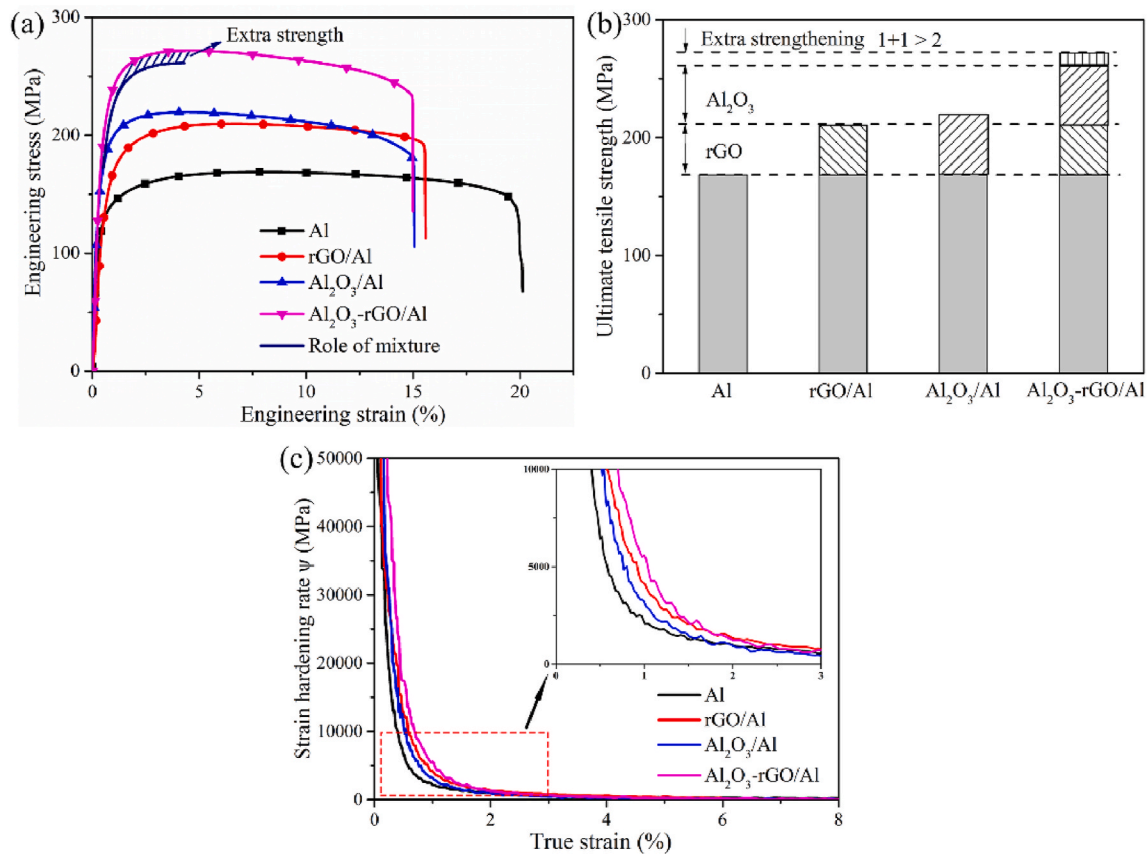 (a)
300
200
100
0
Engineering stress (MPa)
Extra strength
Al
rGO/Al
Al₂O₃/Al
Al₂O₃-rGO/Al
Role of mixture
0 5 10 15 20
Engineering strain (%)
(b)
300
200
100
0
Ultimate tensile strength (MPa)
Extra strengthening 1+1 > 2
Al₂O₃
rGO
Al rGO/Al Al₂O₃/Al Al₂O₃-rGO/Al
(c)
50000
40000
30000
20000
10000
0
Strain hardening rate ψ (MPa)
10000
5000
0
0 1 2 3
Al
rGO/Al
Al₂O₃/Al
Al₂O₃-rGO/Al
0 2 4 6 8
True strain (%)